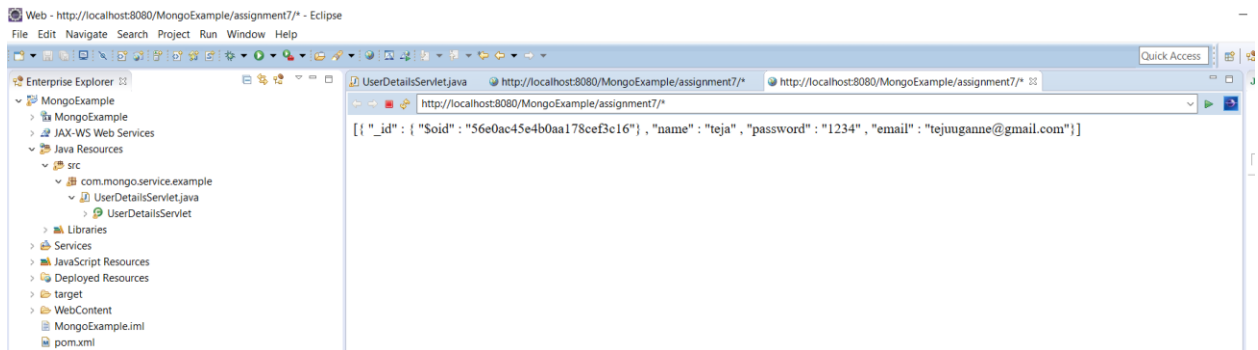 Web - http://localhost:8080/MongoExample/assignment7/* - Eclipse
File Edit Navigate Search Project Run Window Help
Quick Access
Enterprise Explorer
UserDetailsServlet.java http://localhost:8080/MongoExample/assignment7/* http://localhost:8080/MongoExample/assignment7/*
http://localhost:8080/MongoExample/assignment7/*
[{ "_id" : { "$oid" : "56e0ac45e4b0aa178cef3c16"} , "name" : "teja" , "password" : "1234" , "email" : "tejuuganne@gmail.com"}]
MongoExample
MongoExample
JAX-WS Web Services
Java Resources
src
com.mongo.service.example
UserDetailsServlet.java
UserDetailsServlet
Libraries
Services
JavaScript Resources
Deployed Resources
target
WebContent
MongoExample.iml
pom.xml